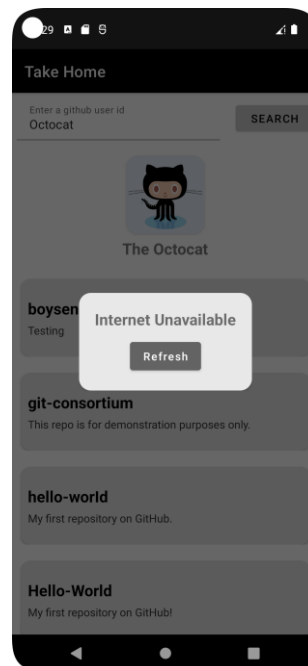 29
Take Home
Enter a github user id
Octocat
SEARCH
The Octocat
boysen
Testing
Internet Unavailable
Refresh
git-consortium
This repo is for demonstration purposes only.
hello-world
My first repository on GitHub.
Hello-World
My first repository on GitHub!